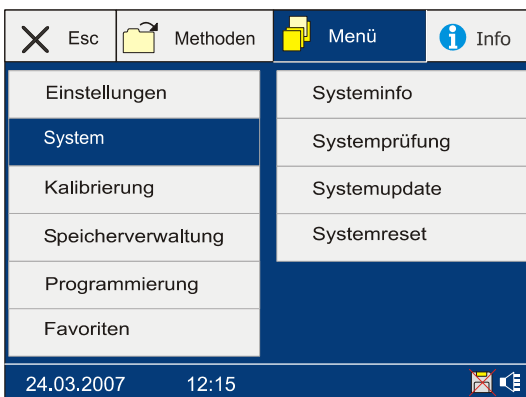 Esc Methoden Menü Info
Einstellungen
System
Kalibrierung
Speicherverwaltung
Programmierung
Favoriten
Systeminfo
Systemprüfung
Systemupdate
Systemreset
24.03.2007 12:15